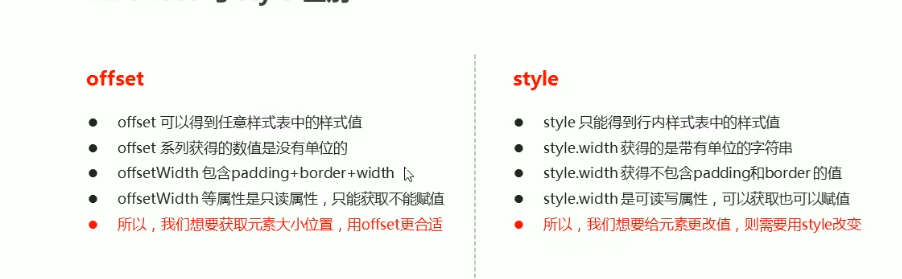 offset
offset 可以得到任意样式表中的样式值
offset 系列获得的数值是没有单位的
offsetWidth 包含padding+border+width
offsetWidth 等属性是只读属性，只能获取不能赋值
所以，我们想要获取元素大小位置，用offset更合适
style
style 只能得到行内样式表中的样式值
style.width 获得的是带有单位的字符串
style.width 获得不包含padding和border 的值
style.width 是可读写属性，可以获取也可以赋值
所以，我们想要给元素更改值，则需要用style改变